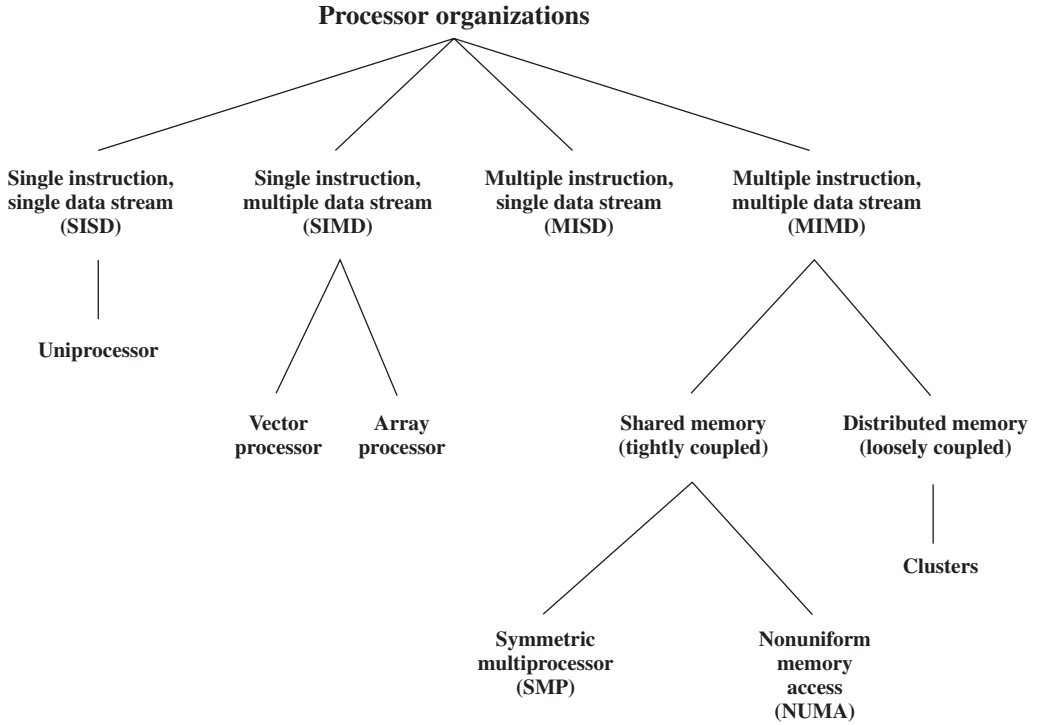 Processor organizations
Single instruction,
single data stream
(SISD)
Single instruction,
multiple data stream
(SIMD)
Multiple instruction,
single data stream
(MISD)
Multiple instruction,
multiple data stream
(MIMD)
Uniprocessor
Vector
processor
Array
processor
Shared memory
(tightly coupled)
Distributed memory
(loosely coupled)
Clusters
Symmetric
multiprocessor
(SMP)
Nonuniform
memory
access
(NUMA)